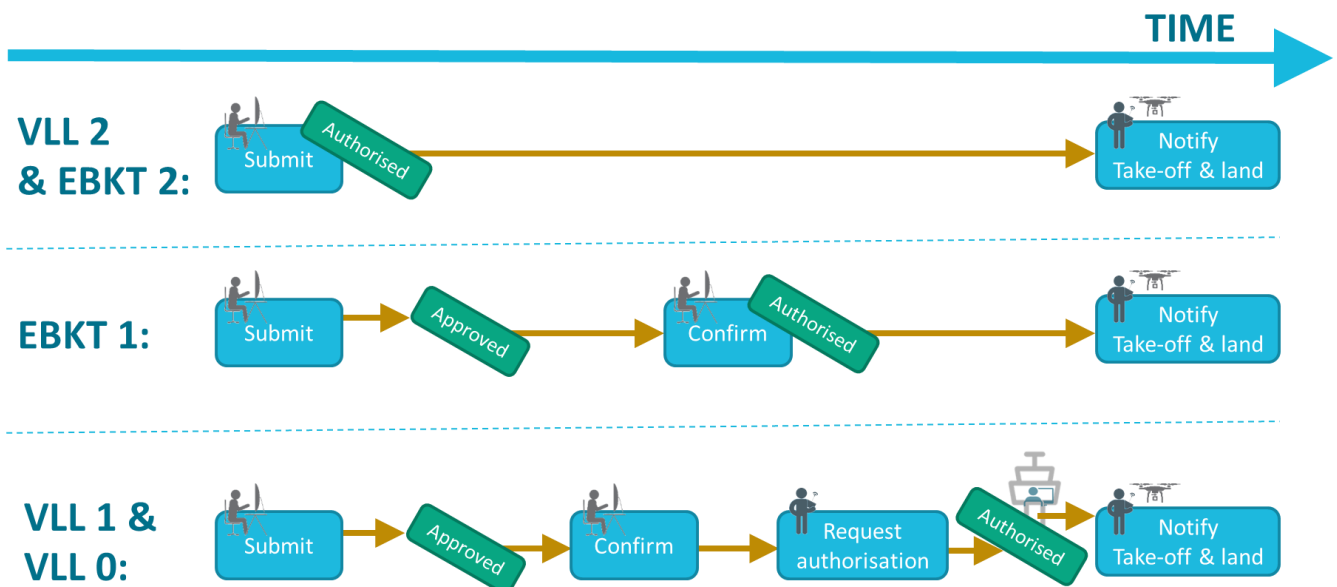 TIME
VLL 2
& EBKT 2:
Submit
Authorised
Notify
Take-off & land
EBKT 1:
Submit
Approved
Confirm
Authorised
Notify
Take-off & land
VLL 1 &
VLL 0:
Submit
Approved
Confirm
Request
authorisation
Authorised
Notify
Take-off & land